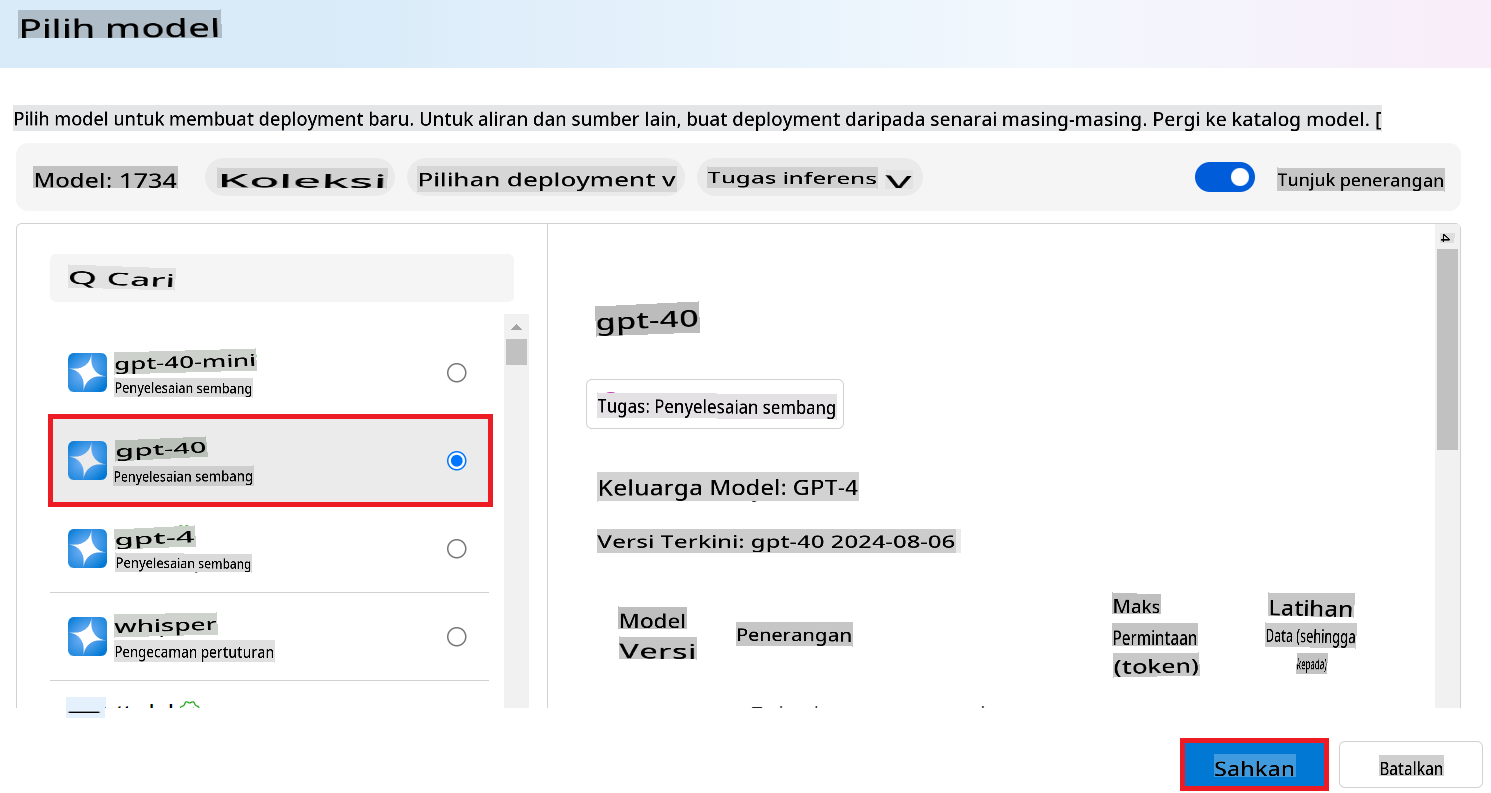 Pilih model
Pilih model untuk membuat deployment baru. Untuk aliran dan sumber lain, buat deployment daripada senarai masing-masing. Pergi ke katalog model. [
Model: 1734 Koleksi Pilihan deployment v Tugas inferens V Tunjuk penerangan
Q Cari
gpt-40-mini
Penyelesaian sembang
gpt-40
Penyelesaian sembang
gpt-4
Penyelesaian sembang
whisper
Pengecaman pertuturan
4
gpt-40
Tugas: Penyelesaian sembang
Keluarga Model: GPT-4
Versi Terkini: gpt-40 2024-08-06
Model
Versi
Penerangan
Maks
Permintaan
(token)
Latihan
Data (sehingga
kepada)
Sahkan Batalkan